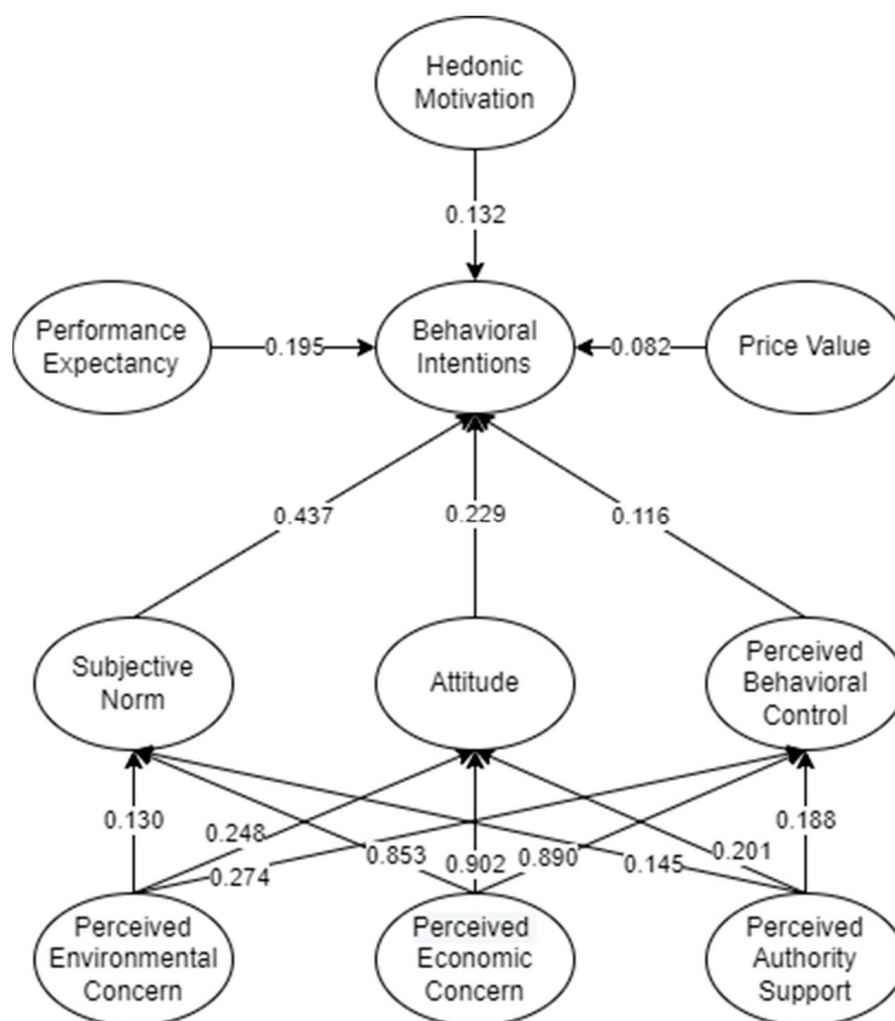 Hedonic
Motivation
0.132
Performance
Expectancy
0.195
Behavioral
Intentions
0.082
Price Value
0.437
0.229
0.116
Subjective
Norm
Attitude
Perceived
Behavioral
Control
0.130
0.248
0.274
0.853
0.902
0.890
0.145
0.201
0.188
Perceived
Environmental
Concern
Perceived
Economic
Concern
Perceived
Authority
Support